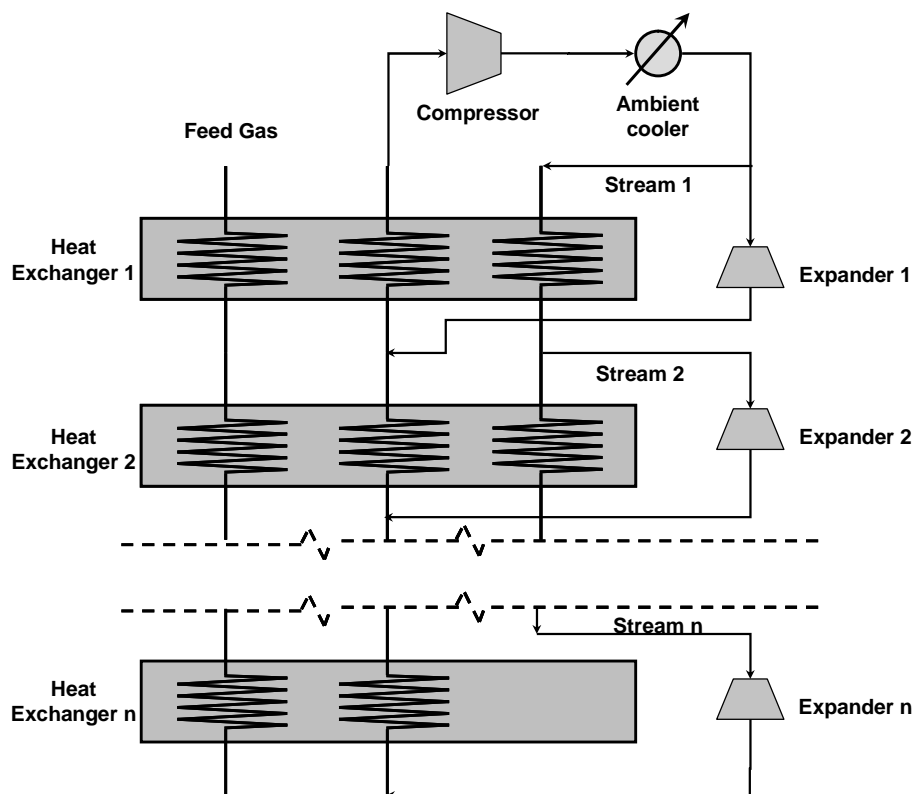 Compressor
Ambient
cooler
Feed Gas
Stream 1
Heat
Exchanger 1
Expander 1
Stream 2
Heat
Exchanger 2
Expander 2
Stream n
Heat
Exchanger n
Expander n